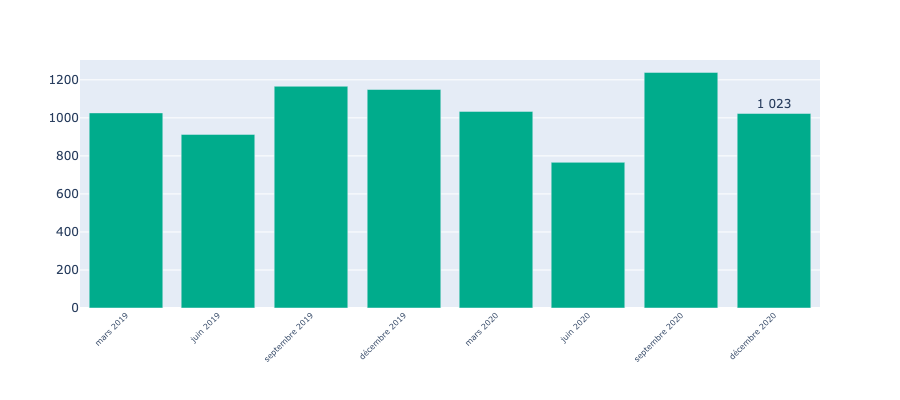 1200
1000
800
600
400
200
0
1 023
mars 2019
juin 2019
septembre 2019
décembre 2019
mars 2020
juin 2020
septembre 2020
décembre 2020